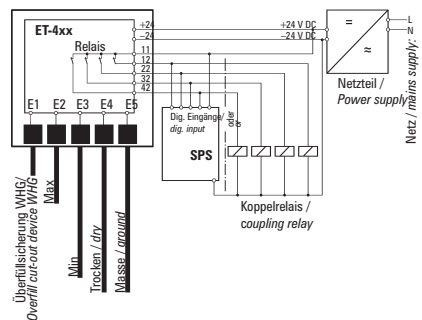 ET-4xx
+24
−24
+24 V DC
−24 V DC
L
N
Relais
11
12
22
32
42
E1 E2 E3 E4 E5
Dig. Eingänge/
dig. input
SPS
oder
or
=
≈
Netzteil /
Power supply
Netz / mains supply:
Koppelrelais /
coupling relay
Überfüllsicherung WHG/
Overfill cut-out device WHG
Max
Min
Trocken / dry
Masse / ground